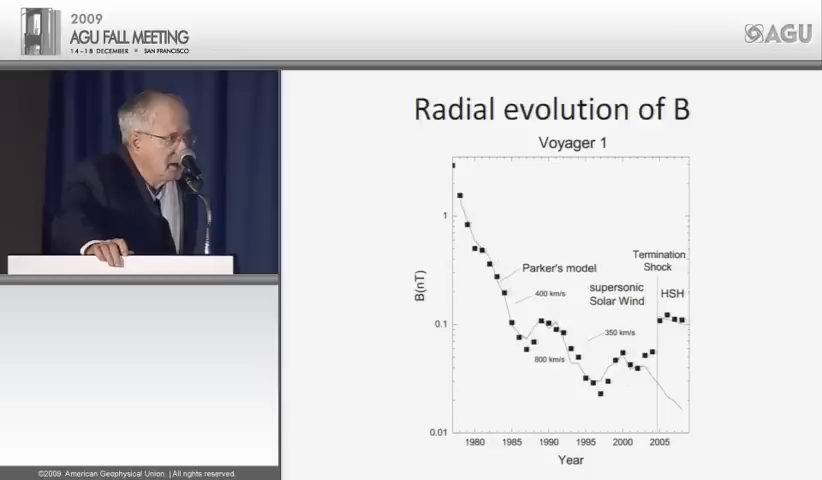 2009
AGU FALL MEETING
14–18 DECEMBER • SAN FRANCISCO
AGU
Radial evolution of B
Voyager 1
1
0.1
0.01
B(nT)
Parker's model
400 km/s
800 km/s
supersonic
Solar Wind
350 km/s
Termination
Shock
HSH
1980 1985 1990 1995 2000 2005
Year
©2009 American Geophysical Union | All rights reserved.